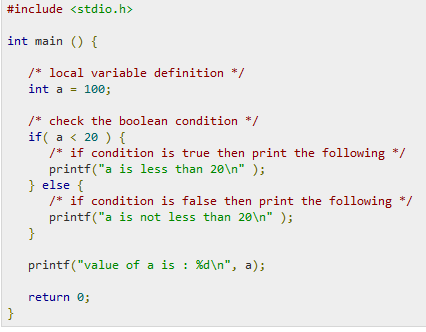 #include <stdio.h>
int main () {
/* local variable definition */
int a = 100;
/* check the boolean condition */
if( a < 20 ) {
/* if condition is true then print the following */
printf("a is less than 20\n" );
} else {
/* if condition is false then print the following */
printf("a is not less than 20\n" );
}
printf("value of a is : %d\n", a);
return 0;
}